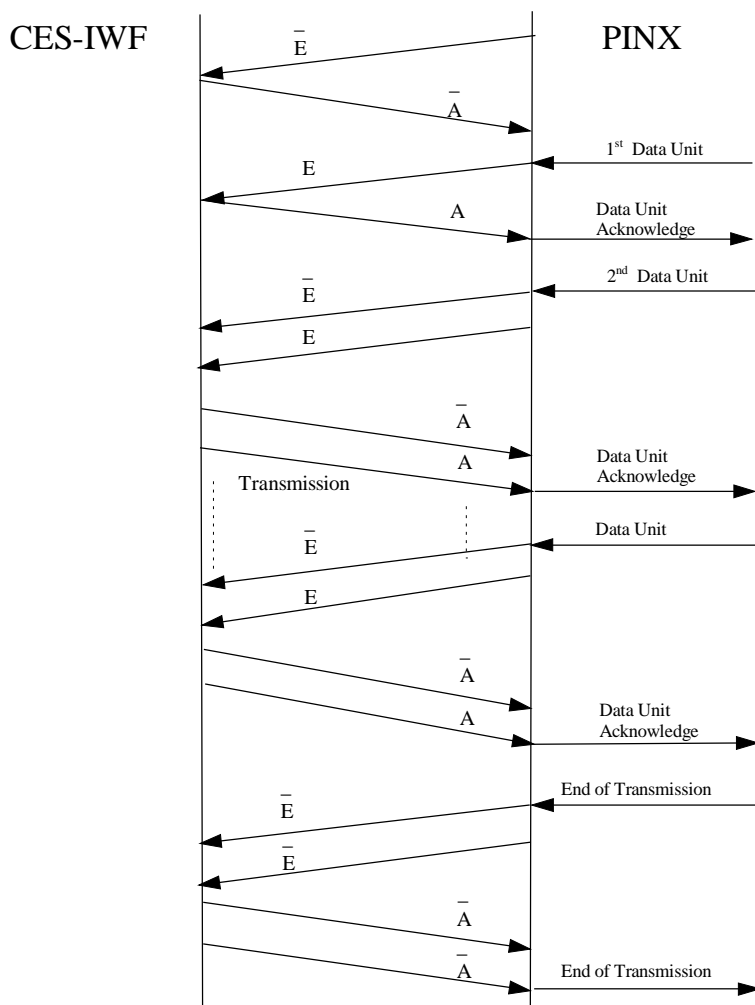 CES-IWF
PINX
E̅
A̅
1st Data Unit
E
A
Data Unit
Acknowledge
2nd Data Unit
E̅
E
A̅
A
Data Unit
Acknowledge
Transmission
Data Unit
E̅
E
A̅
A
Data Unit
Acknowledge
End of Transmission
E̅
E̅
A̅
A̅
End of Transmission